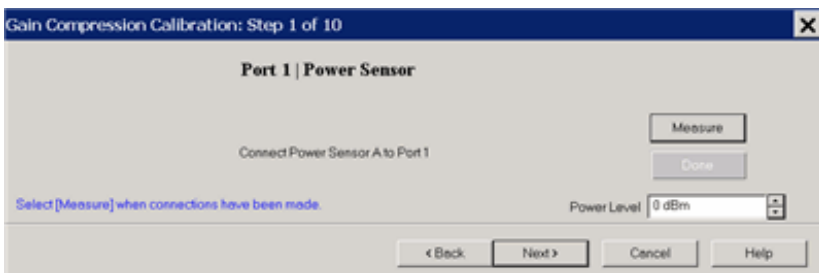 Gain Compression Calibration: Step 1 of 10
Port 1 | Power Sensor
Measure
Connect Power Sensor A to Port 1
Done
Select [Measure] when connections have been made.
Power Level 0 dBm
< Back Next > Cancel Help